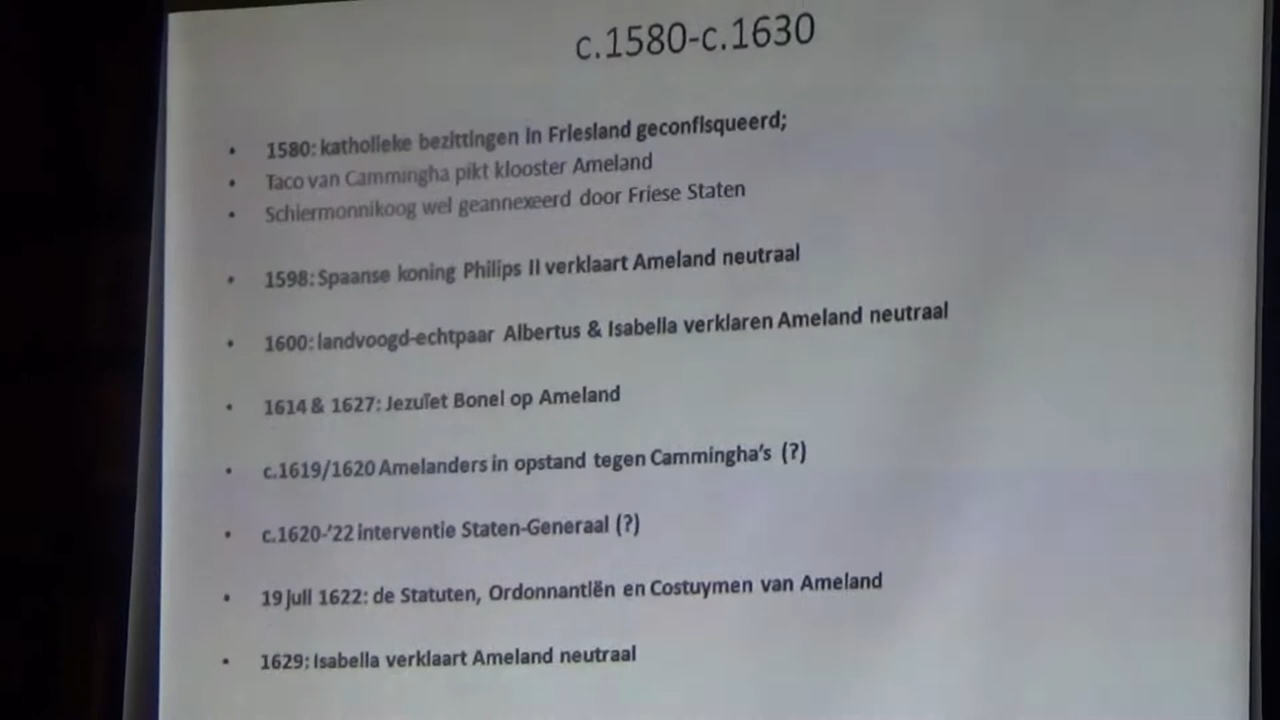 c.1580-c.1630
• 1580: katholieke bezittingen in Friesland geconfisqueerd;
• Taco van Cammingha pikt klooster Ameland
• Schiermonnikoog wel geannexeerd door Friese Staten
• 1598: Spaanse koning Philips II verklaart Ameland neutraal
• 1600: landvoogd-echtpaar Albertus & Isabella verklaren Ameland neutraal
• 1614 & 1627: Jezuïet Bonel op Ameland
• c.1619/1620 Amelanders in opstand tegen Cammingha's (?)
• c.1620-'22 interventie Staten-Generaal (?)
• 19 juli 1622: de Statuten, Ordonnantiën en Costuymen van Ameland
• 1629: Isabella verklaart Ameland neutraal